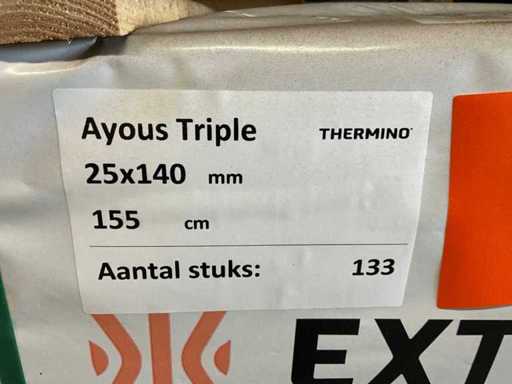 Ayous Triple THERMINO
25x140 mm
155 cm
Aantal stuks: 133
EXT